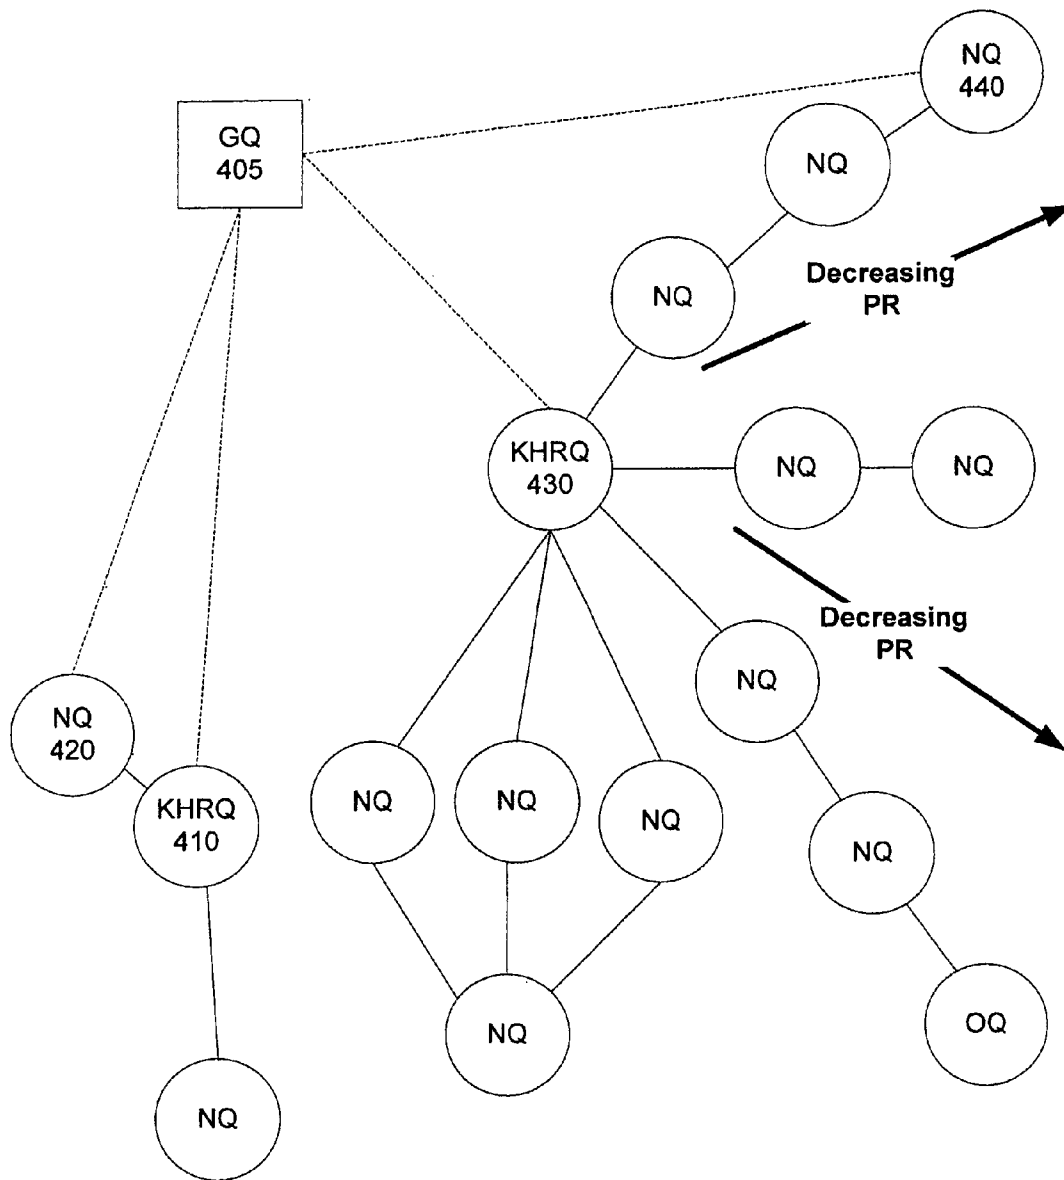 NQ
440
GQ
405
NQ
NQ
Decreasing
PR
KHRQ
430
NQ
NQ
Decreasing
PR
NQ
NQ
420
KHRQ
410
NQ
NQ
NQ
NQ
NQ
OQ
NQ